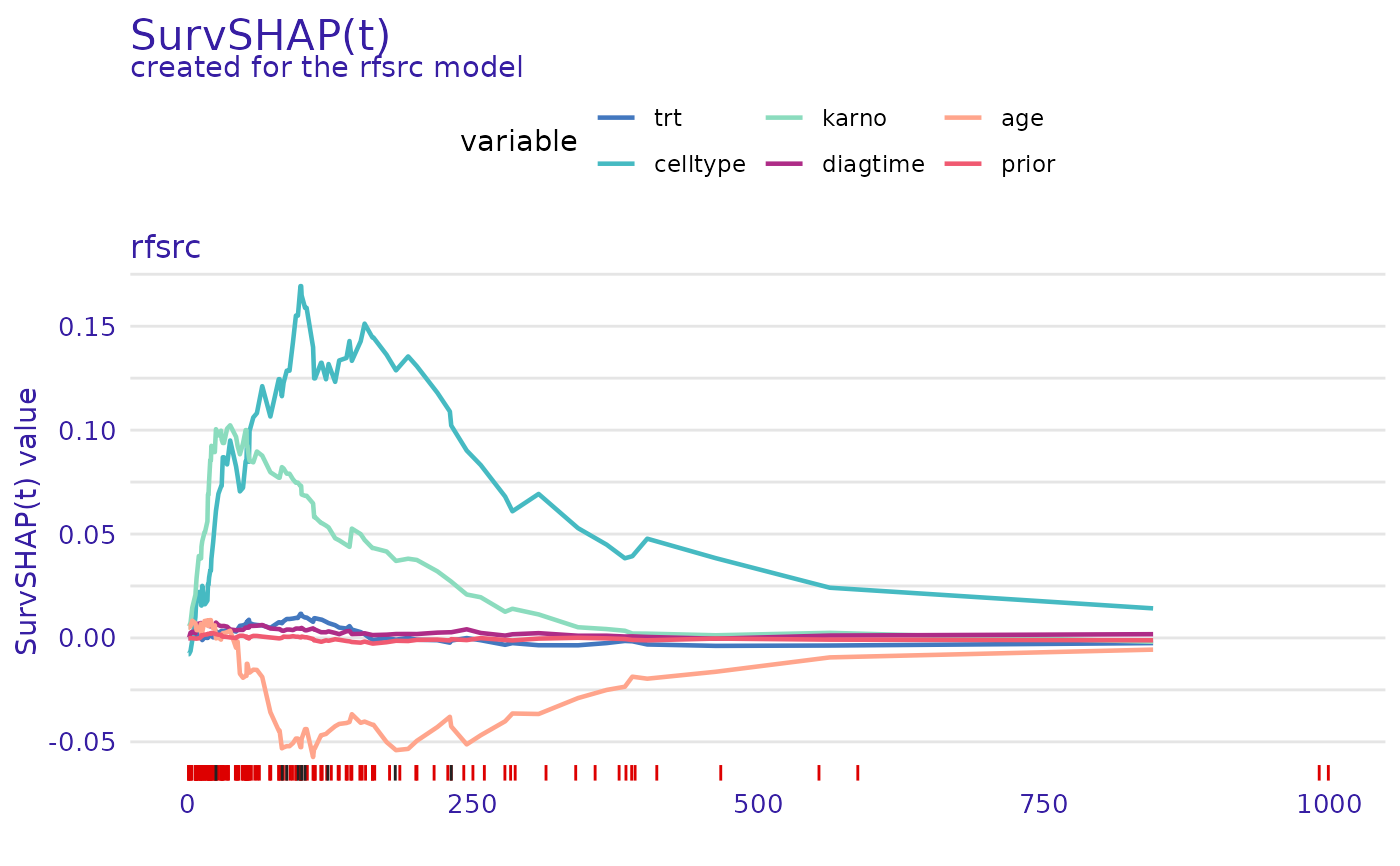 SurvSHAP(t)
created for the rfsrc model
variable
trt
karno
age
celltype
diagtime
prior
rfsrc
SurvSHAP(t) value
0.15
0.10
0.05
0.00
-0.05
0
250
500
750
1000